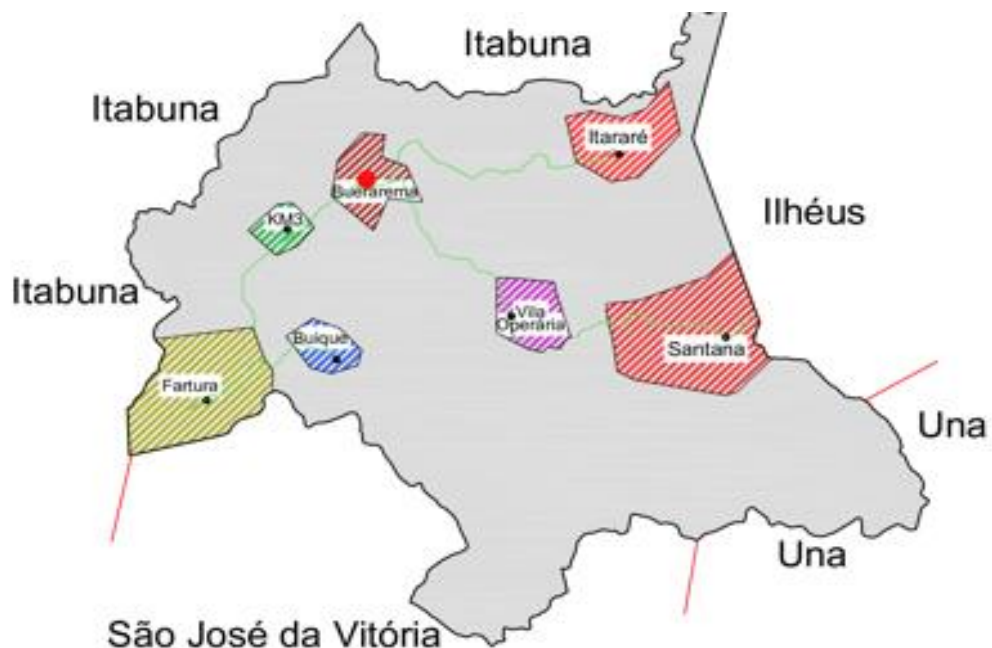 Itabuna
Itabuna
Itararé
Buerarema
Ilhéus
KM3
Itabuna
Vila
Operária
Buique
Santana
Fartura
Una
Una
São José da Vitória